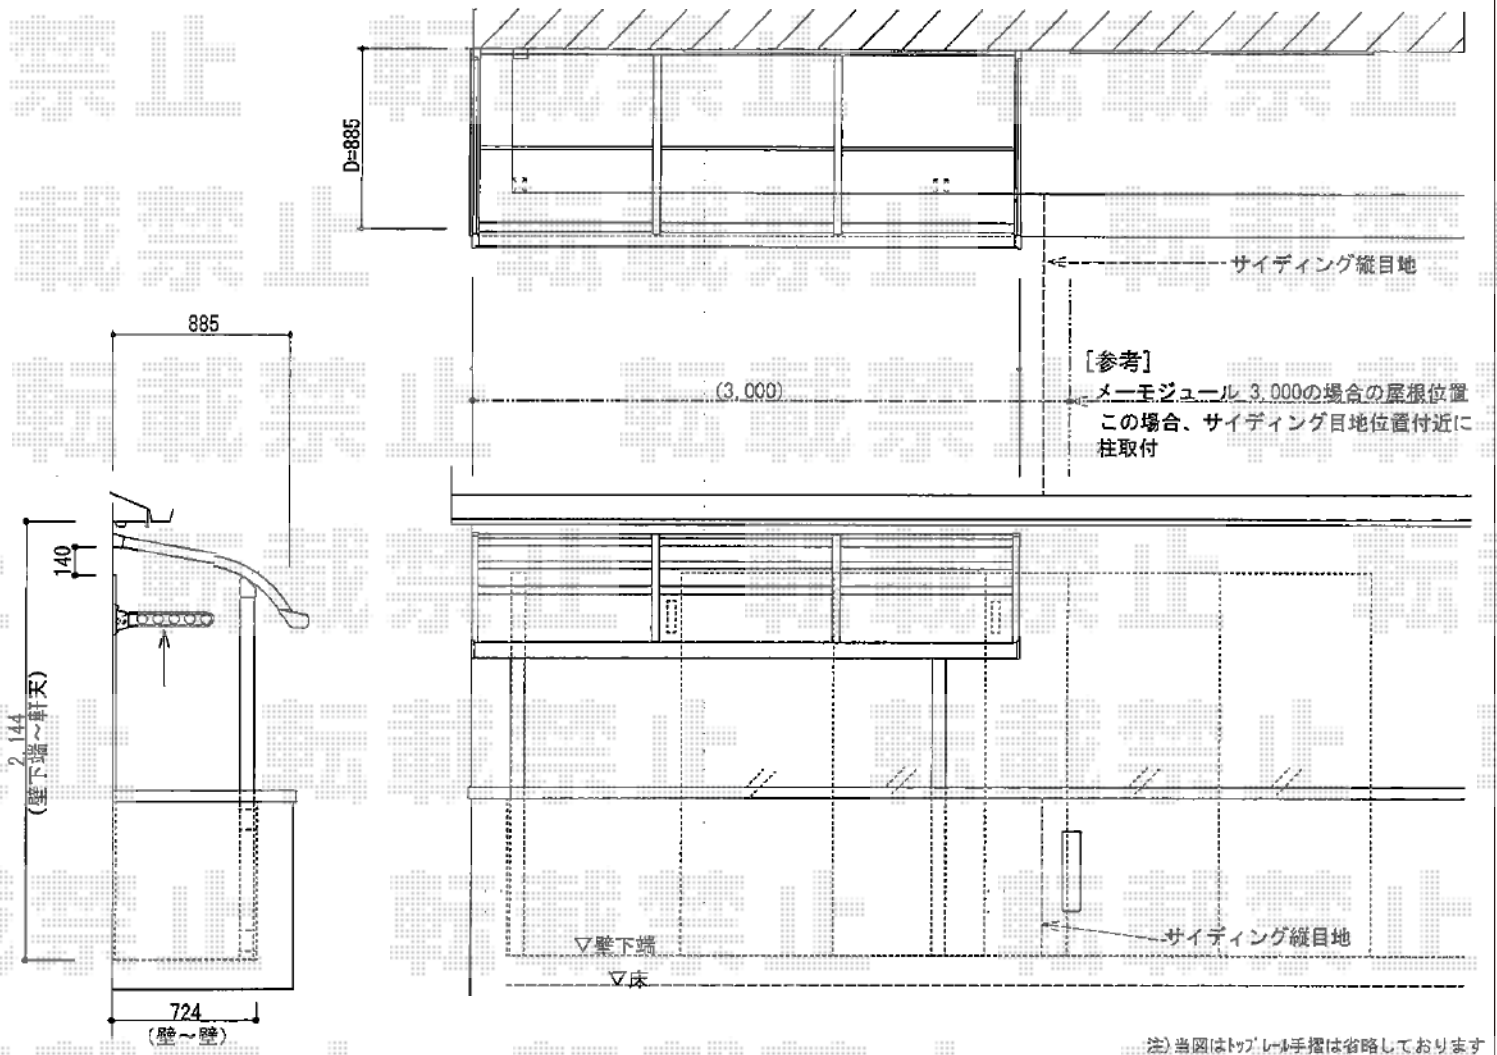 転載禁止
D=885
サイディング縦目地
885
[参考]
メーモジュール 3,000の場合の屋根位置
この場合、サイディング目地位置付近に
柱取付
(3,000)
140
2,144
(壁下端～軒天)
▽壁下端
サイディング縦目地
▽床
724
(壁～壁)
注)当図はトップレール手摺は省略しております